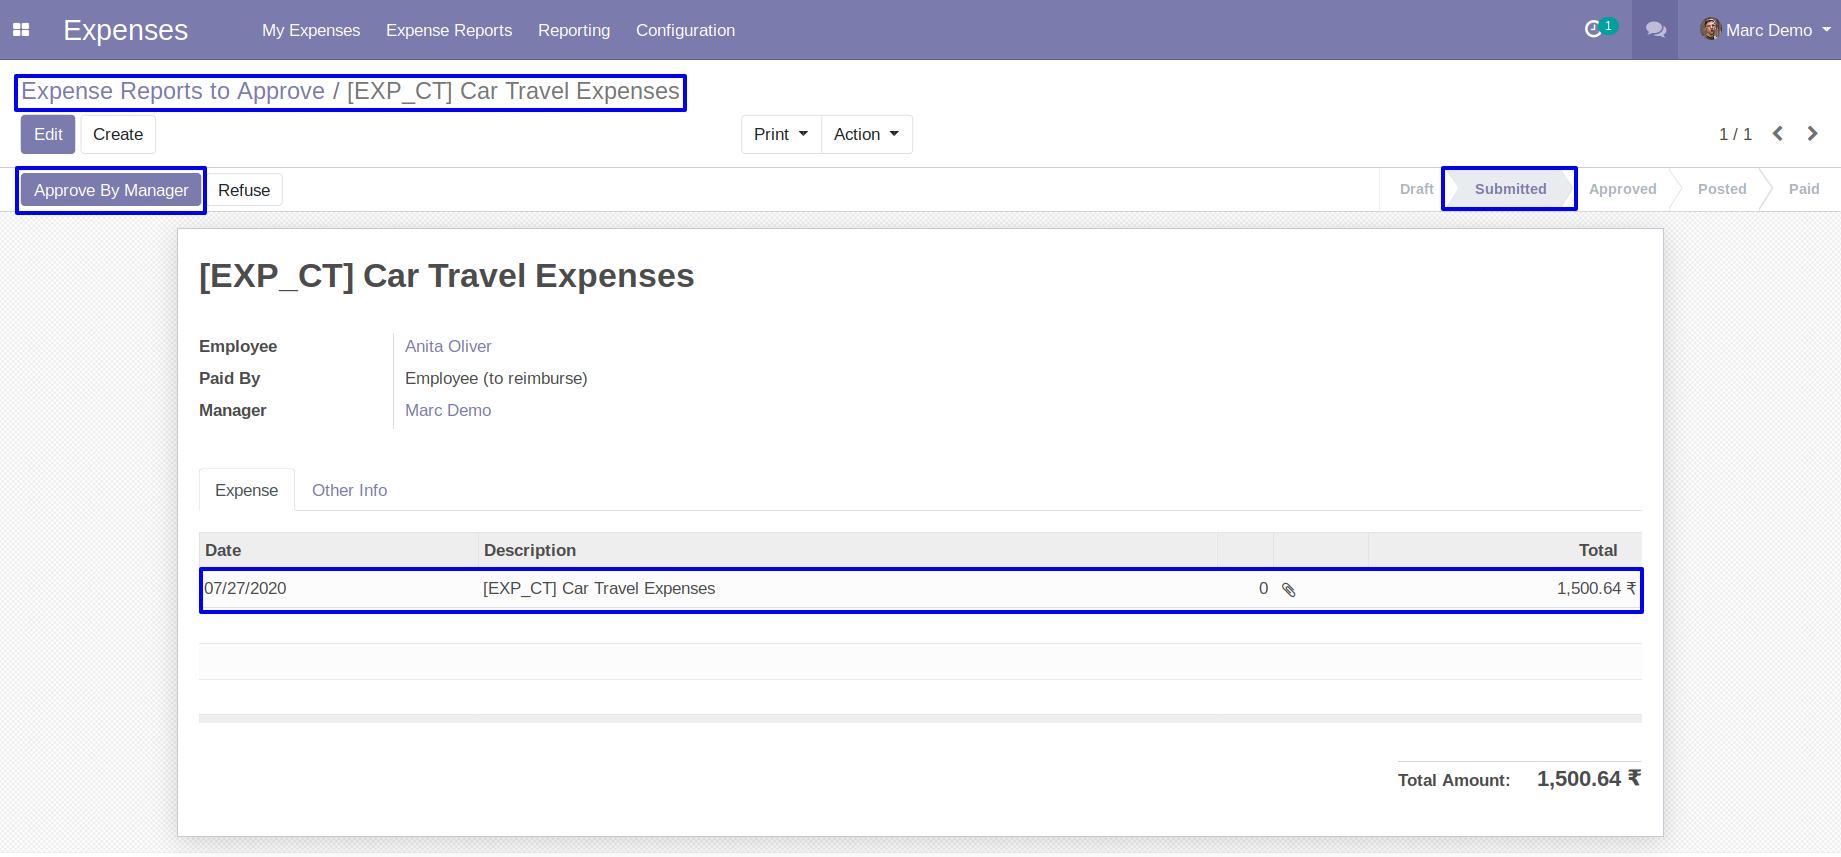 Expenses My Expenses Expense Reports Reporting Configuration 1 Marc Demo
Expense Reports to Approve / [EXP_CT] Car Travel Expenses
Edit Create Print Action 1 / 1
Approve By Manager Refuse Draft Submitted Approved Posted Paid
[EXP_CT] Car Travel Expenses
Employee Anita Oliver
Paid By Employee (to reimburse)
Manager Marc Demo
Expense Other Info
Date Description Total
07/27/2020 [EXP_CT] Car Travel Expenses 0 1,500.64 ₹
Total Amount: 1,500.64 ₹